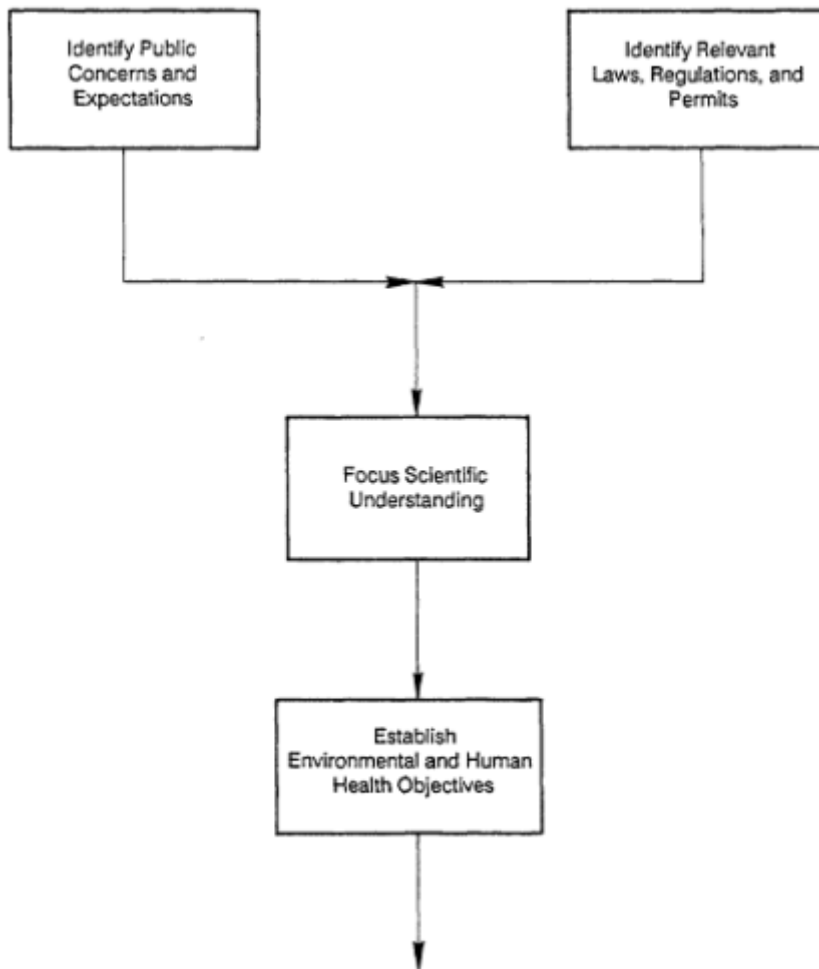 Identify Public
Concerns and
Expectations
Identify Relevant
Laws, Regulations, and
Permits
Focus Scientific
Understanding
Establish
Environmental and Human
Health Objectives